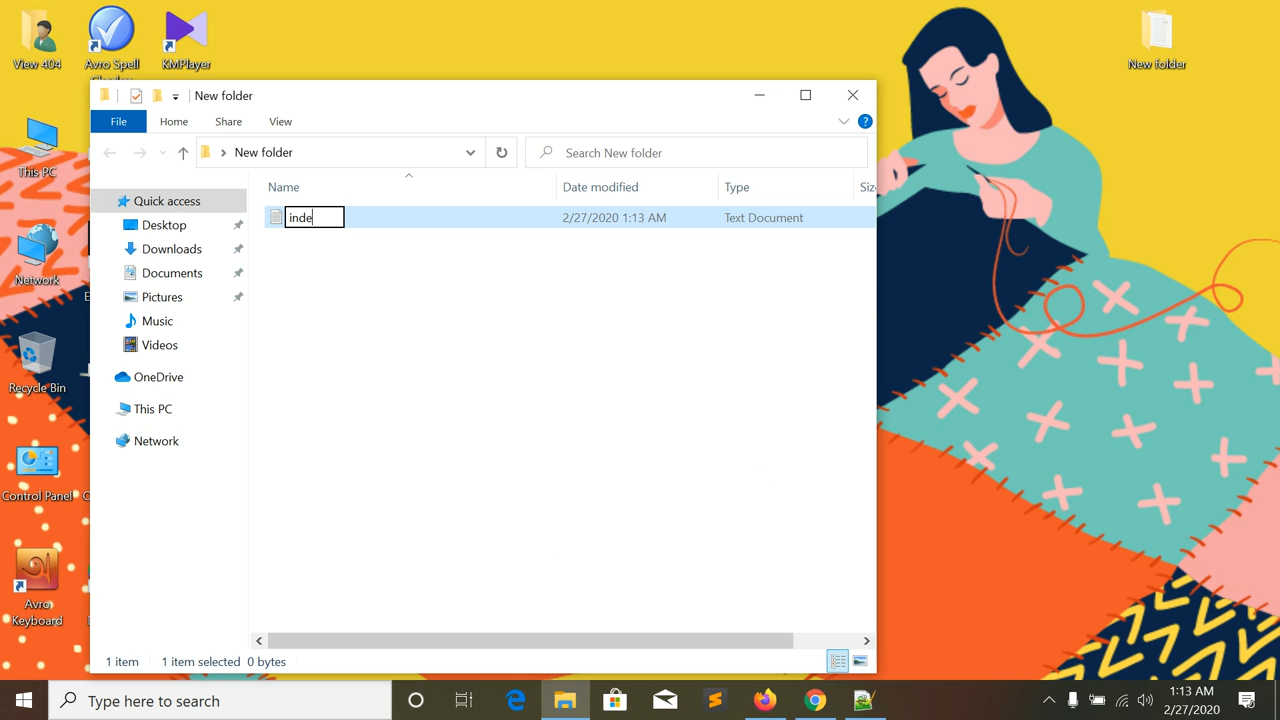 View 404
Avro Spell
KMPlayer
New folder
New folder
File
Home
Share
View
?
New folder
Search New folder
Name
Date modified
Type
Quick access
inde
2/27/2020 1:13 AM
Text Document
This PC
Desktop
Downloads
Documents
Network
Pictures
Music
Videos
OneDrive
Recycle Bin
This PC
Network
Control Panel
Avro
Keyboard
1 item
1 item selected 0 bytes
Type here to search
1:13 AM
2/27/2020